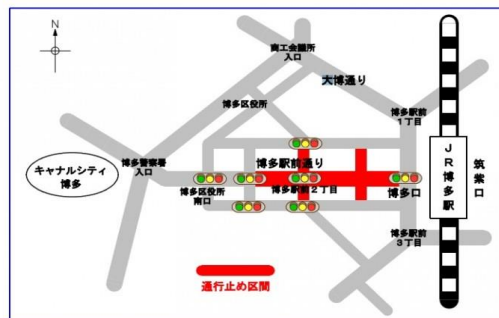 N
商工会議所
入口
大博通り
博多区役所
博多駅前
1丁目
博多駅前通り
博多警察署
入口
キャナルシティ
博多
博多区役所
南口
博多駅前2丁目
博多口
JR博多駅
筑紫口
博多駅前
3丁目
通行止め区間